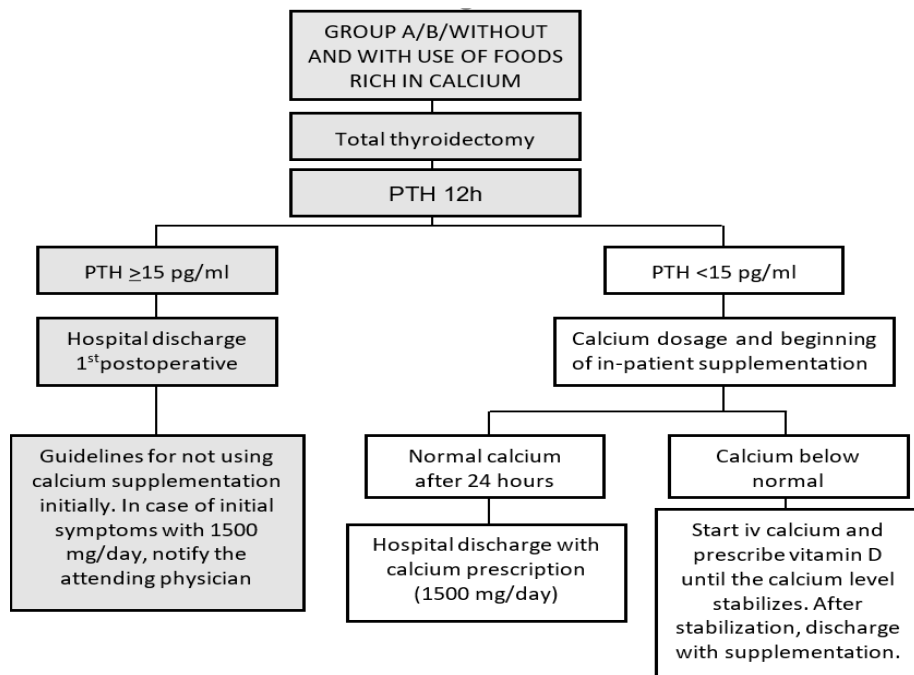 GROUP A/B/WITHOUT
AND WITH USE OF FOODS
RICH IN CALCIUM
Total thyroidectomy
PTH 12h
PTH ≥15 pg/ml
PTH <15 pg/ml
Hospital discharge
1st postoperative
Calcium dosage and beginning
of in-patient supplementation
Guidelines for not using
calcium supplementation
initially. In case of initial
symptoms with 1500
mg/day, notify the
attending physician
Normal calcium
after 24 hours
Calcium below
normal
Hospital discharge with
calcium prescription
(1500 mg/day)
Start iv calcium and
prescribe vitamin D
until the calcium level
stabilizes. After
stabilization, discharge
with supplementation.